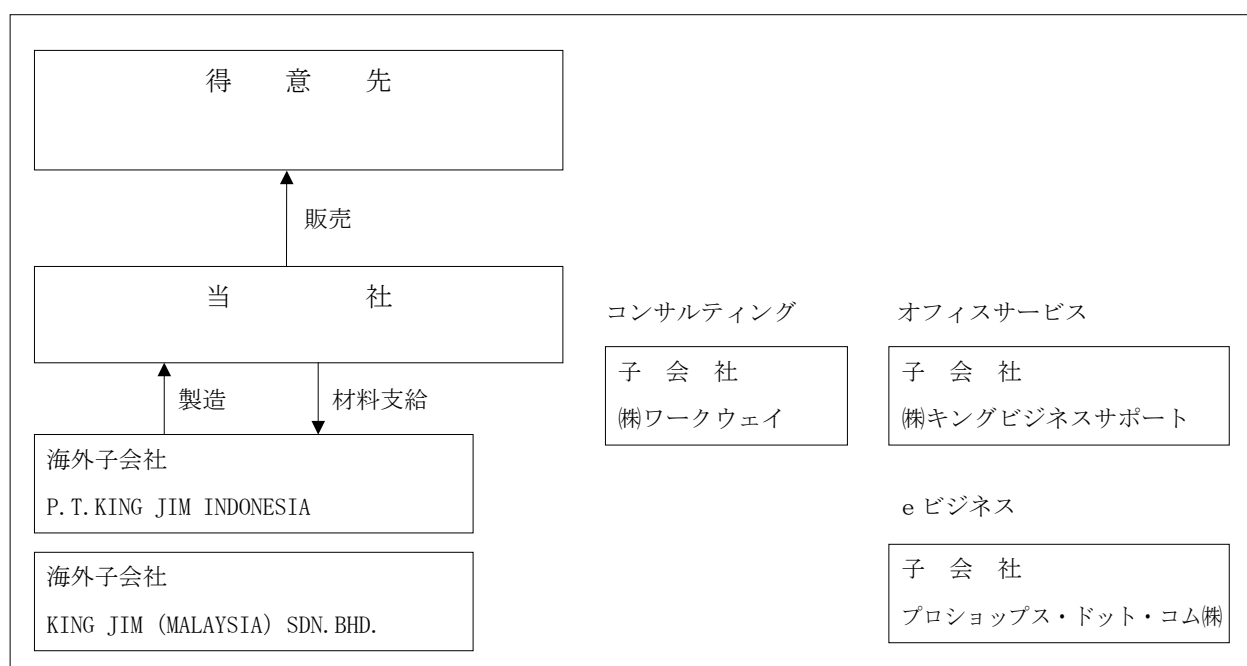 得 意 先
販売
当 社
製造
材料支給
海外子会社
P.T.KING JIM INDONESIA
海外子会社
KING JIM (MALAYSIA) SDN.BHD.
コンサルティング
子 会 社
㈱ワークウェイ
オフィスサービス
子 会 社
㈱キングビジネスサポート
eビジネス
子 会 社
プロショップス・ドット・コム㈱